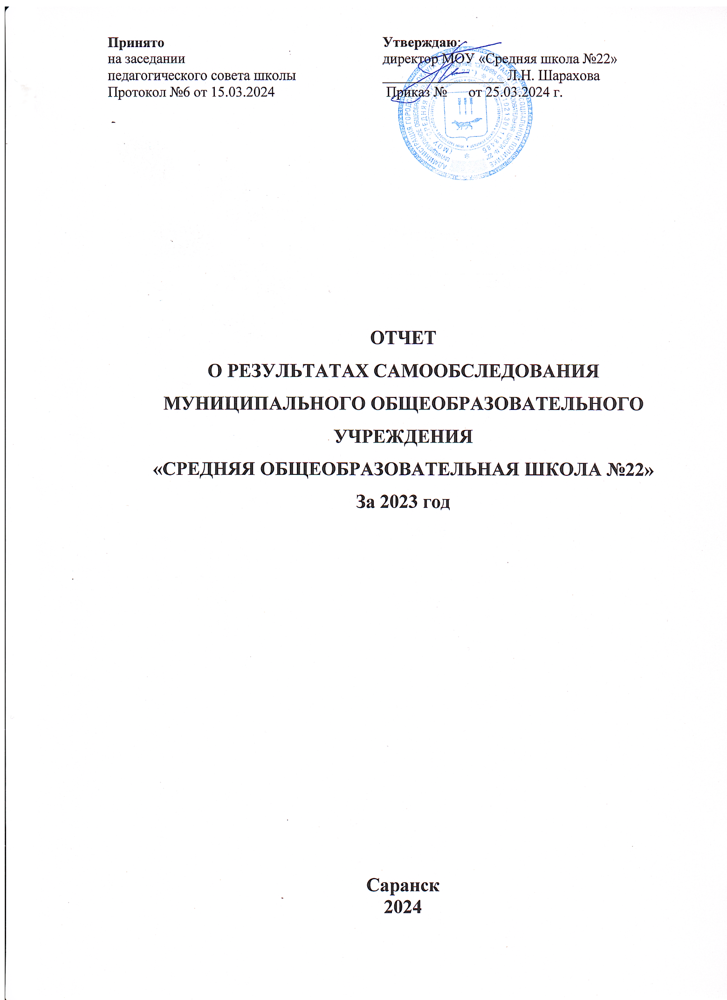 Принято
на заседании
педагогического совета школы
Протокол №6 от 15.03.2024
Утверждаю:
директор МОУ «Средняя школа №22»
__________________ Л.Н. Шарахова
Приказ № от 25.03.2024 г.
ОТЧЕТ
О РЕЗУЛЬТАТАХ САМООБСЛЕДОВАНИЯ
МУНИЦИПАЛЬНОГО ОБЩЕОБРАЗОВАТЕЛЬНОГО
УЧРЕЖДЕНИЯ
«СРЕДНЯЯ ОБЩЕОБРАЗОВАТЕЛЬНАЯ ШКОЛА №22»
За 2023 год
Саранск
2024